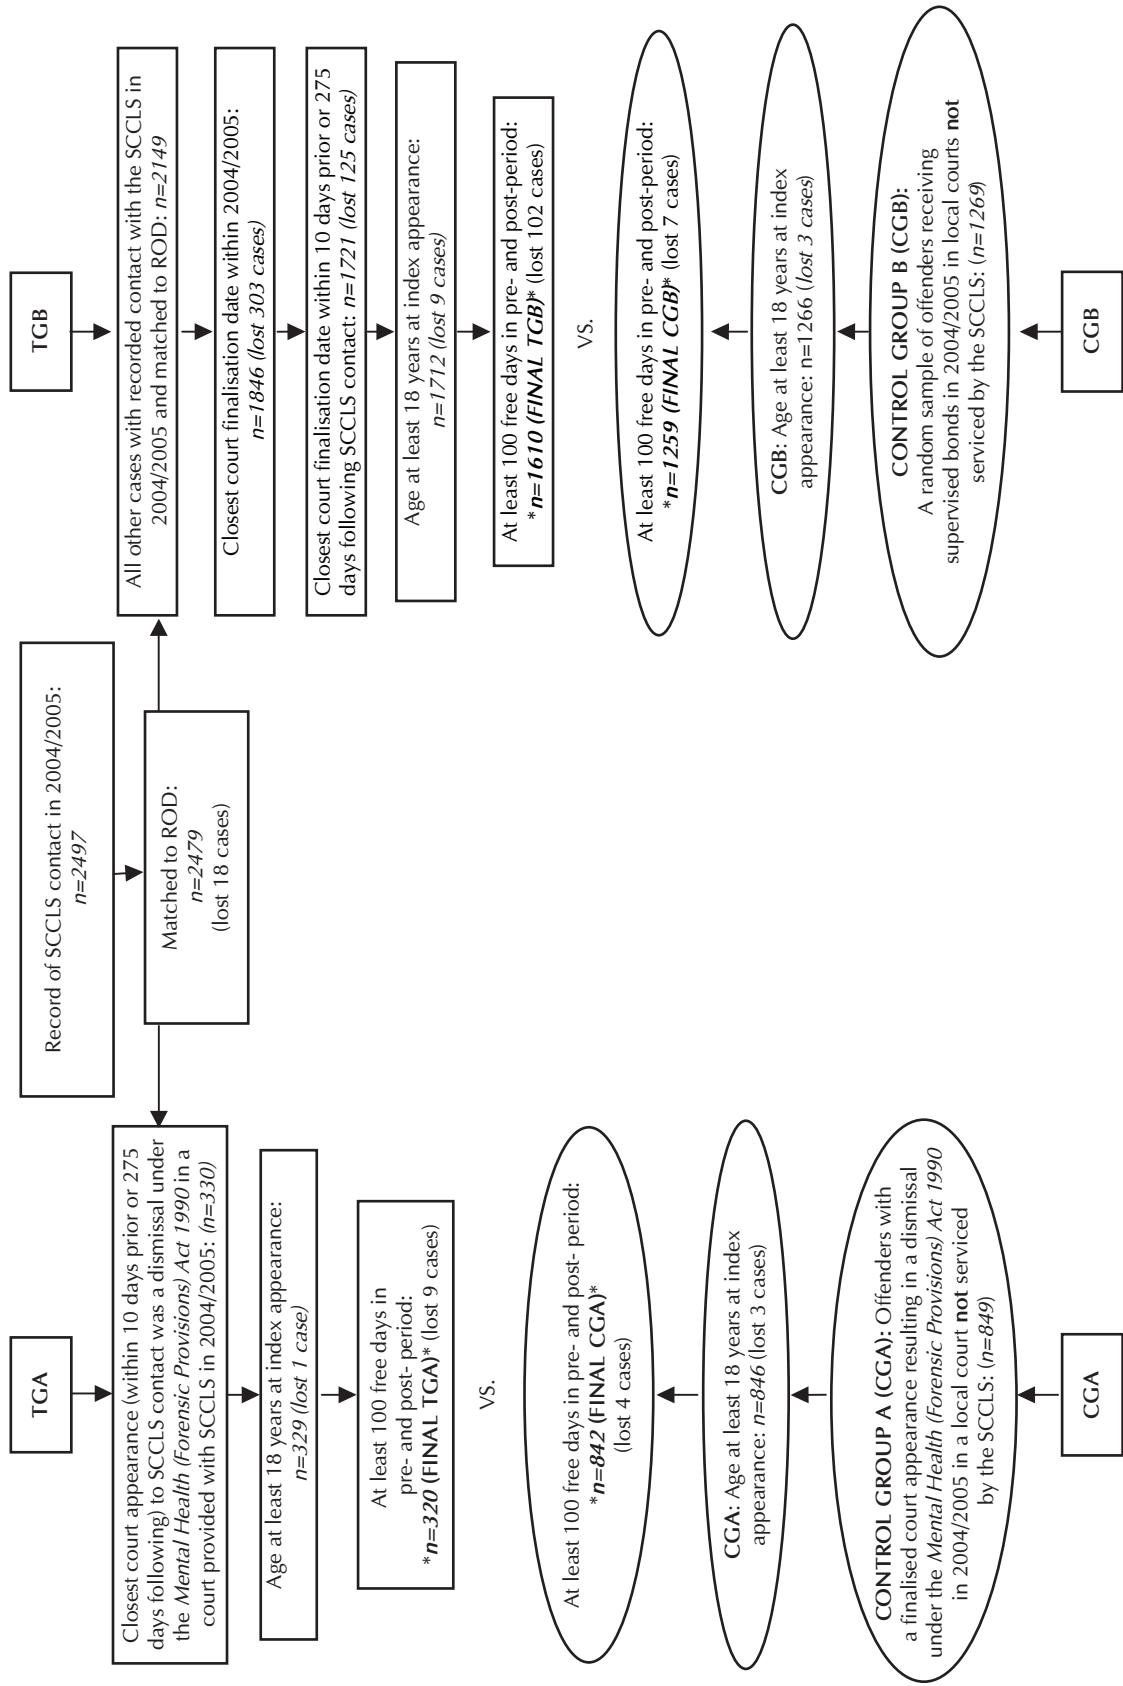 Record of SCCLS contact in 2004/2005:
n=2497
Matched to ROD:
n=2479
(lost 18 cases)
TGA
Closest court appearance (within 10 days prior or 275
days following) to SCCLS contact was a dismissal under
the Mental Health (Forensic Provisions) Act 1990 in a
court provided with SCCLS in 2004/2005: (n=330)
Age at least 18 years at index appearance:
n=329 (lost 1 case)
At least 100 free days in
pre- and post- period:
*n=320 (FINAL TGA)* (lost 9 cases)
VS.
At least 100 free days in pre- and post- period:
*n=842 (FINAL CGA)*
(lost 4 cases)
CGA: Age at least 18 years at index
appearance: n=846 (lost 3 cases)
CONTROL GROUP A (CGA): Offenders with
a finalised court appearance resulting in a dismissal
under the Mental Health (Forensic Provisions) Act 1990
in 2004/2005 in a local court not serviced
by the SCCLS: (n=849)
CGA
TGB
All other cases with recorded contact with the SCCLS in
2004/2005 and matched to ROD: n=2149
Closest court finalisation date within 2004/2005:
n=1846 (lost 303 cases)
Closest court finalisation date within 10 days prior or 275
days following SCCLS contact: n=1721 (lost 125 cases)
Age at least 18 years at index appearance:
n=1712 (lost 9 cases)
At least 100 free days in pre- and post-period:
*n=1610 (FINAL TGB)* (lost 102 cases)
VS.
At least 100 free days in pre- and post-period:
*n=1259 (FINAL CGB)* (lost 7 cases)
CGB: Age at least 18 years at index
appearance: n=1266 (lost 3 cases)
CONTROL GROUP B (CGB):
A random sample of offenders receiving
supervised bonds in 2004/2005 in local courts not
serviced by the SCCLS: (n=1269)
CGB